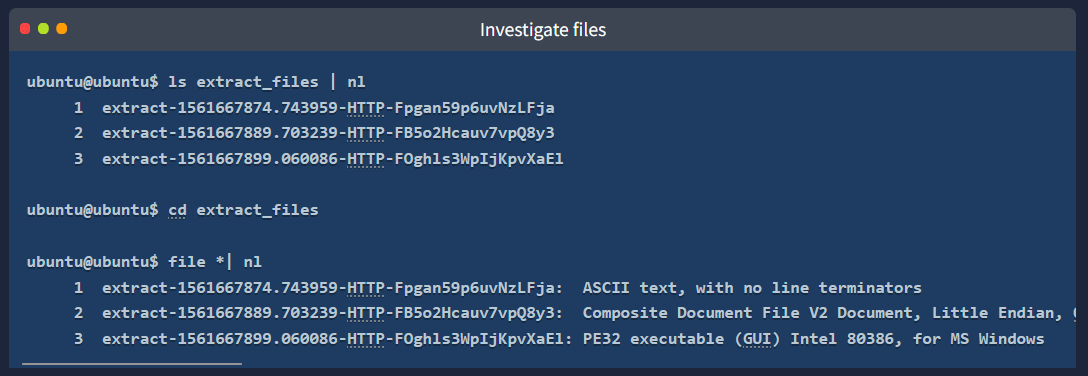 Investigate files
ubuntu@ubuntu$ ls extract_files | nl
1 extract-1561667874.743959-HTTP-Fpgan59p6uvNzLFja
2 extract-1561667889.703239-HTTP-FB5o2Hcauv7vpQ8y3
3 extract-1561667899.060086-HTTP-FOghls3WpIjKpvXaEl
ubuntu@ubuntu$ cd extract_files
ubuntu@ubuntu$ file *| nl
1 extract-1561667874.743959-HTTP-Fpgan59p6uvNzLFja: ASCII text, with no line terminators
2 extract-1561667889.703239-HTTP-FB5o2Hcauv7vpQ8y3: Composite Document File V2 Document, Little Endian,
3 extract-1561667899.060086-HTTP-FOghls3WpIjKpvXaEl: PE32 executable (GUI) Intel 80386, for MS Windows